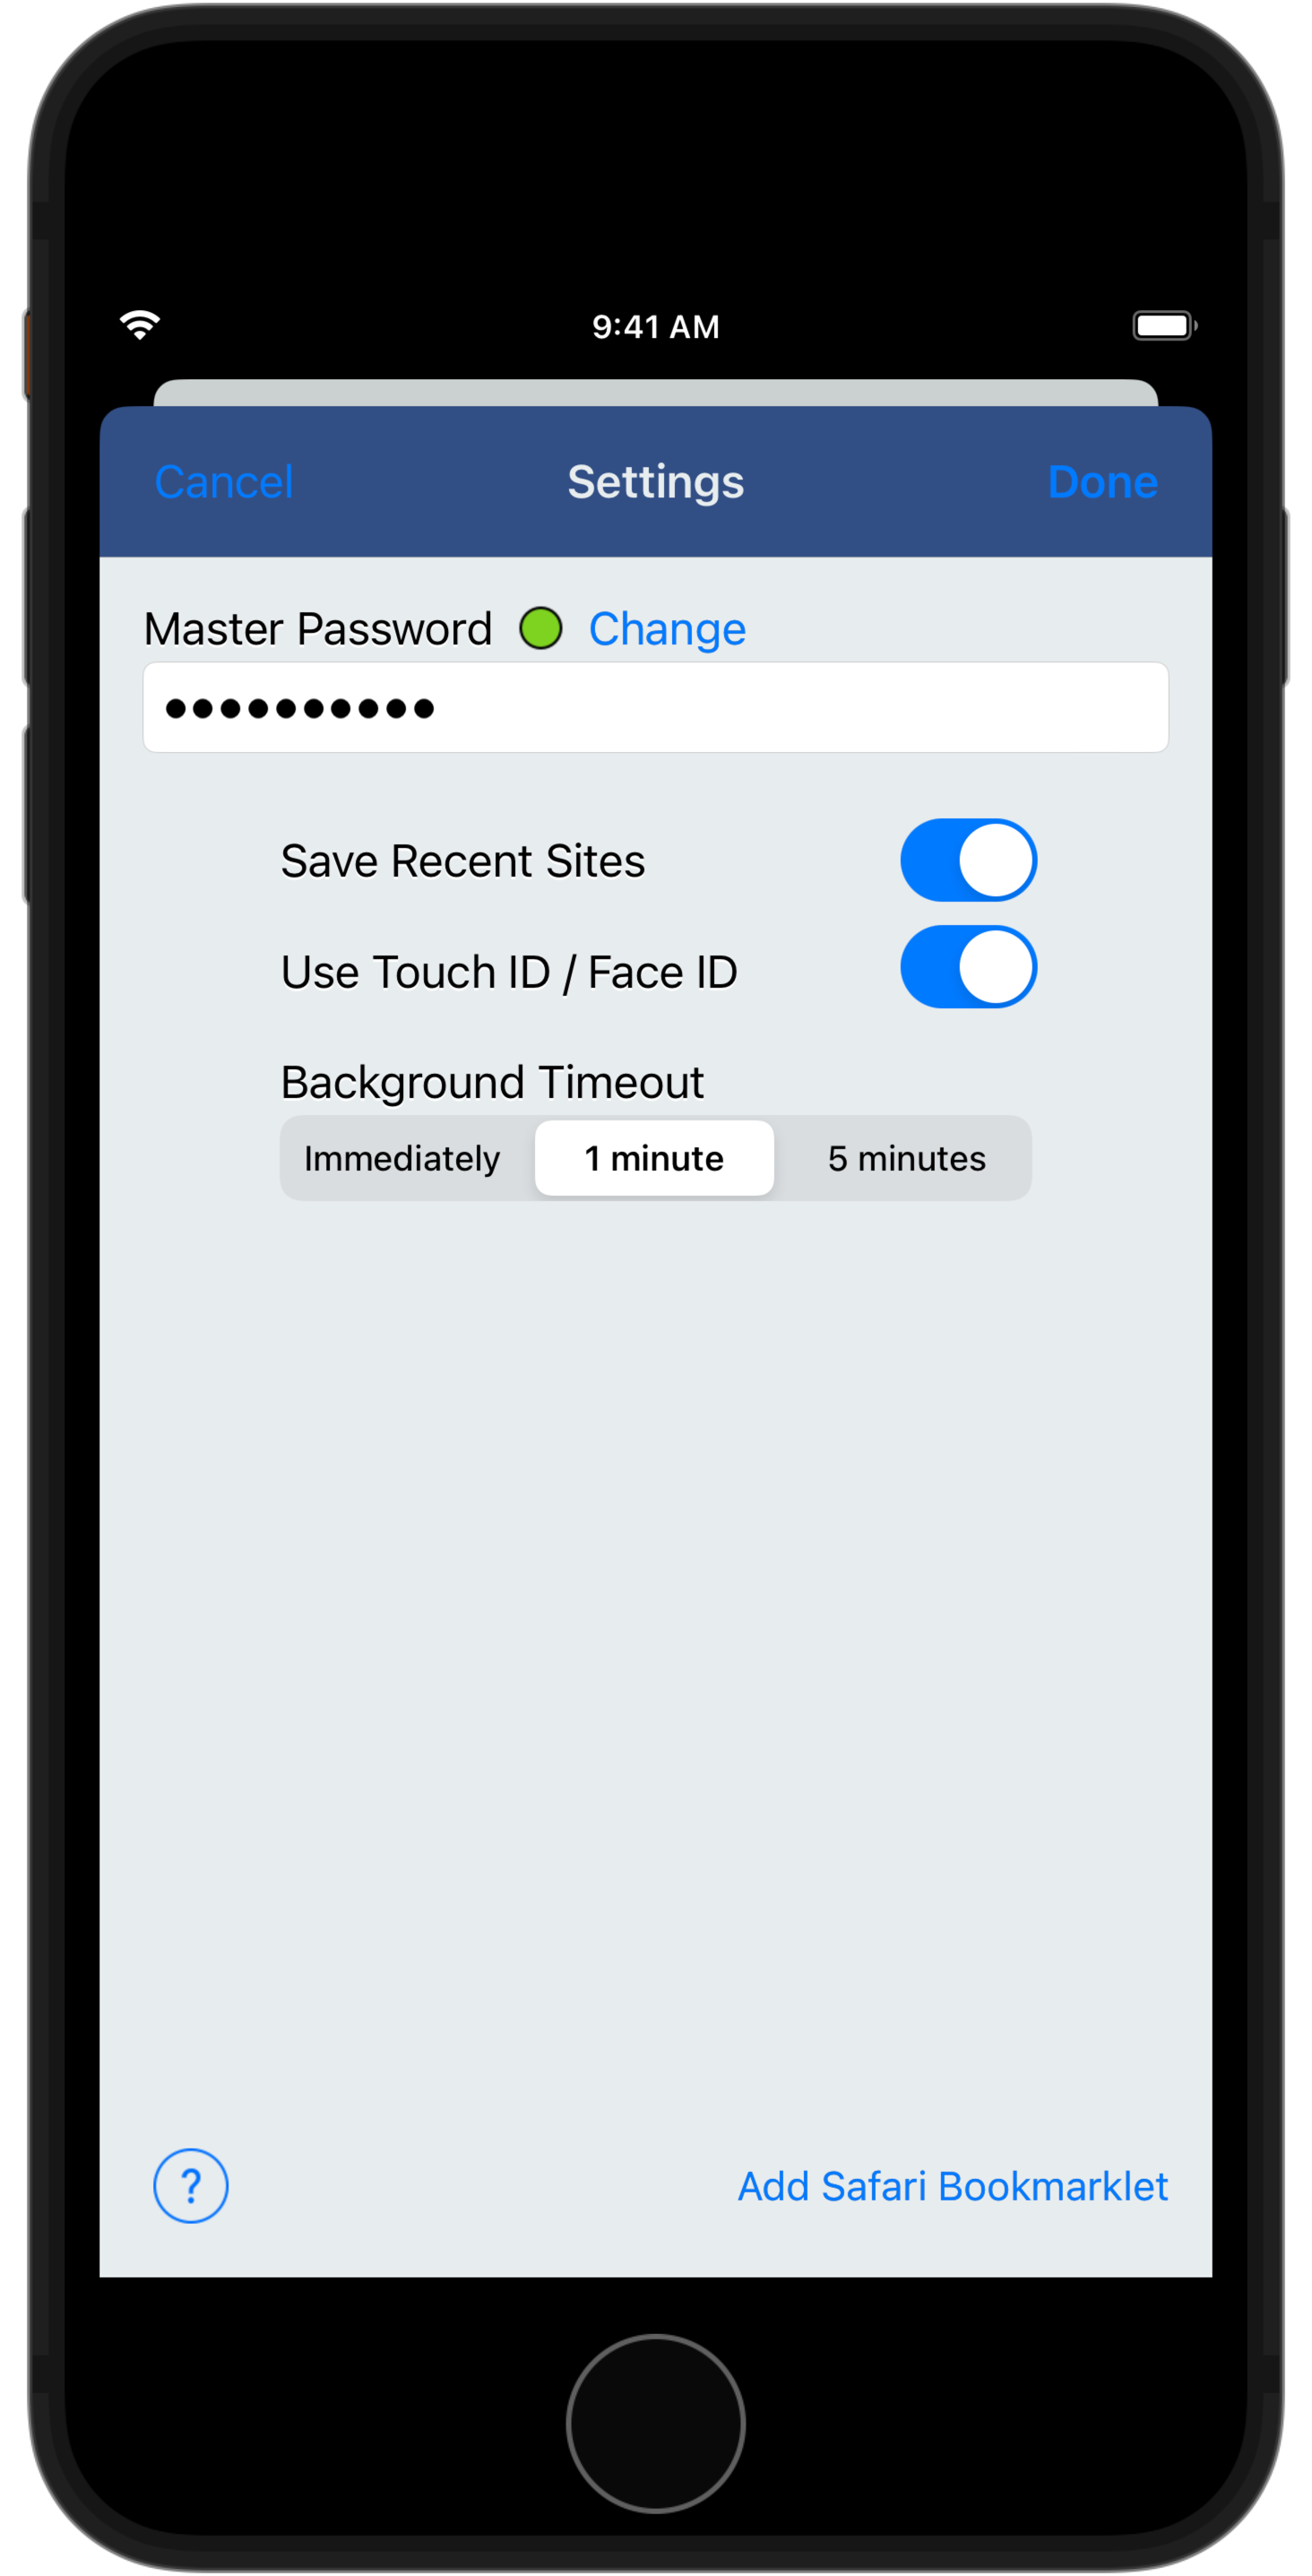 9:41 AM
Cancel Settings Done
Master Password Change
●●●●●●●●●●
Save Recent Sites
Use Touch ID / Face ID
Background Timeout
Immediately 1 minute 5 minutes
? Add Safari Bookmarklet